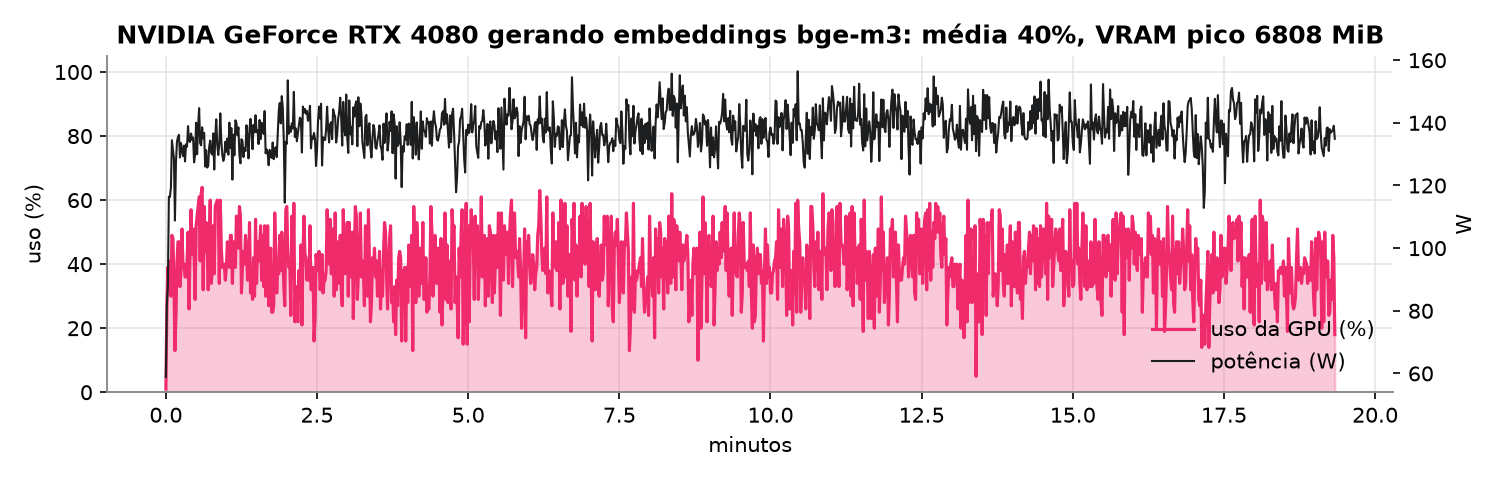 NVIDIA GeForce RTX 4080 gerando embeddings bge-m3: média 40%, VRAM pico 6808 MiB
100
80
60
40
20
0
uso (%)
160
140
120
100
80
60
W
uso da GPU (%)
potência (W)
0.0 2.5 5.0 7.5 10.0 12.5 15.0 17.5 20.0
minutos